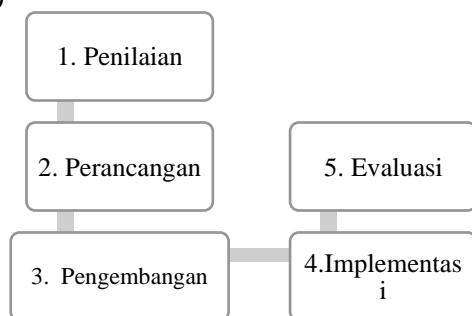 1. Penilaian
2. Perancangan
3. Pengembangan
4.Implementas
i
5. Evaluasi